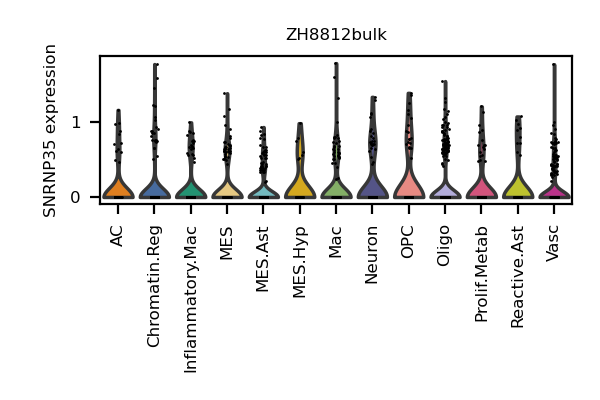 ZH8812bulk
SNRNP35 expression
1
0
AC
Chromatin.Reg
Inflammatory.Mac
MES
MES.Ast
MES.Hyp
Mac
Neuron
OPC
Oligo
Prolif.Metab
Reactive.Ast
Vasc